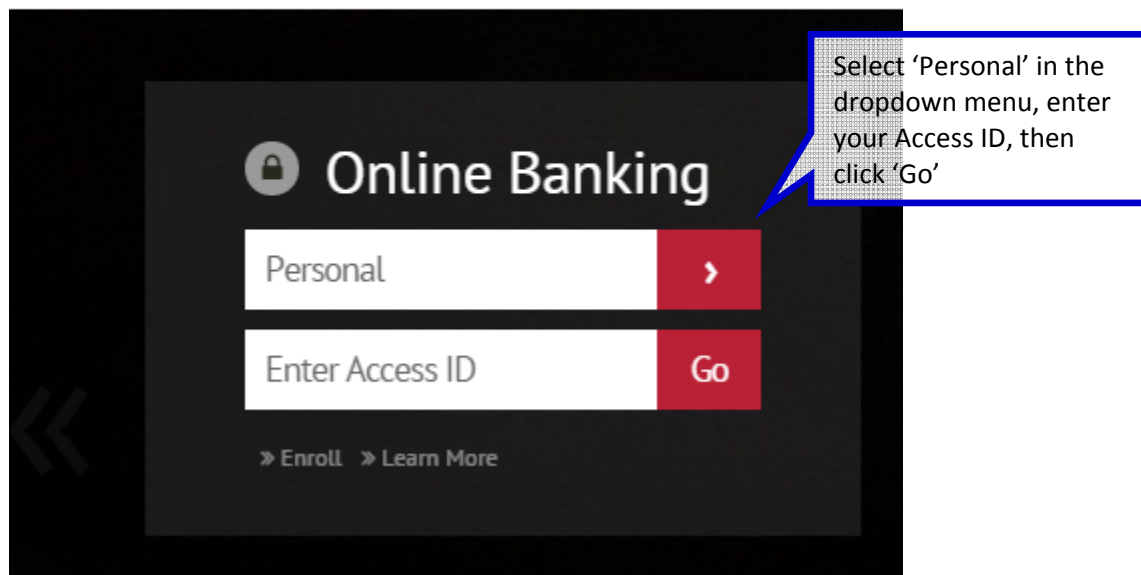 Select ‘Personal’ in the
dropdown menu, enter
your Access ID, then
click ‘Go’
Online Banking
Personal ›
Enter Access ID Go
» Enroll » Learn More